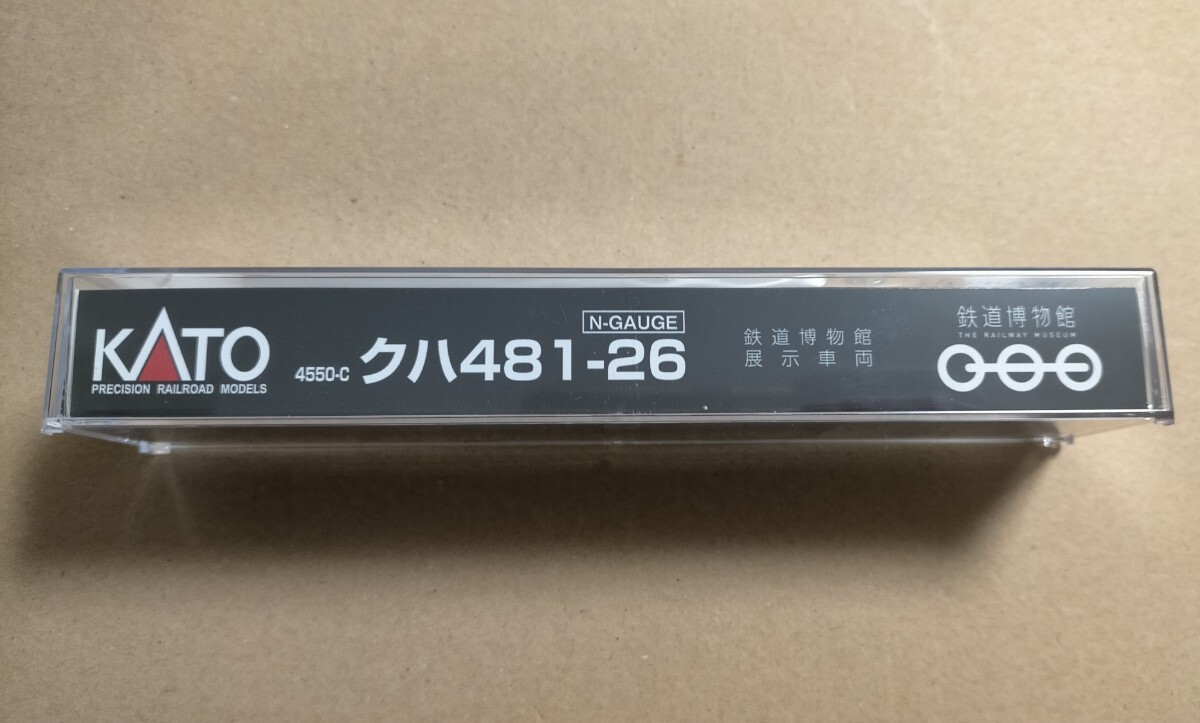 KATO
PRECISION RAILROAD MODELS
4550-C クハ481-26
N-GAUGE
鉄道博物館
展示車両
鉄道博物館
THE RAILWAY MUSEUM